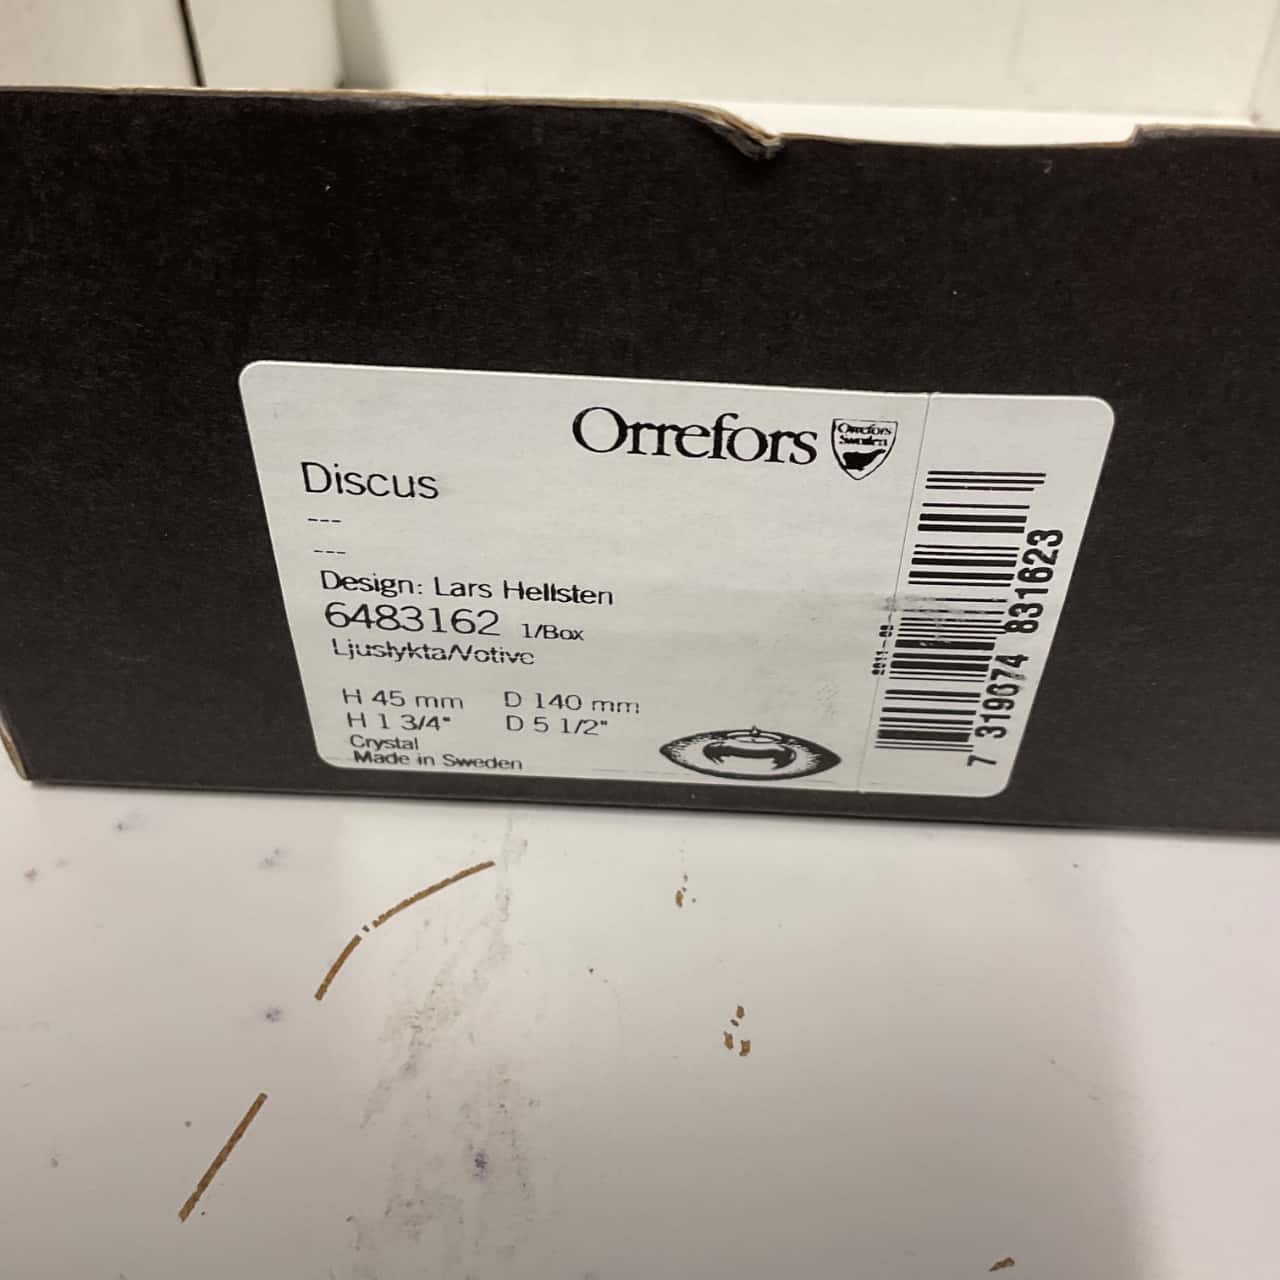 Orrefors
Orrefors
Sweden
Discus
---
---
Design: Lars Hellsten
6483162 1/Box
Ljuslykta/Votive
H 45 mm D 140 mm
H 1 3/4" D 5 1/2"
Crystal
Made in Sweden
7 319674 831623